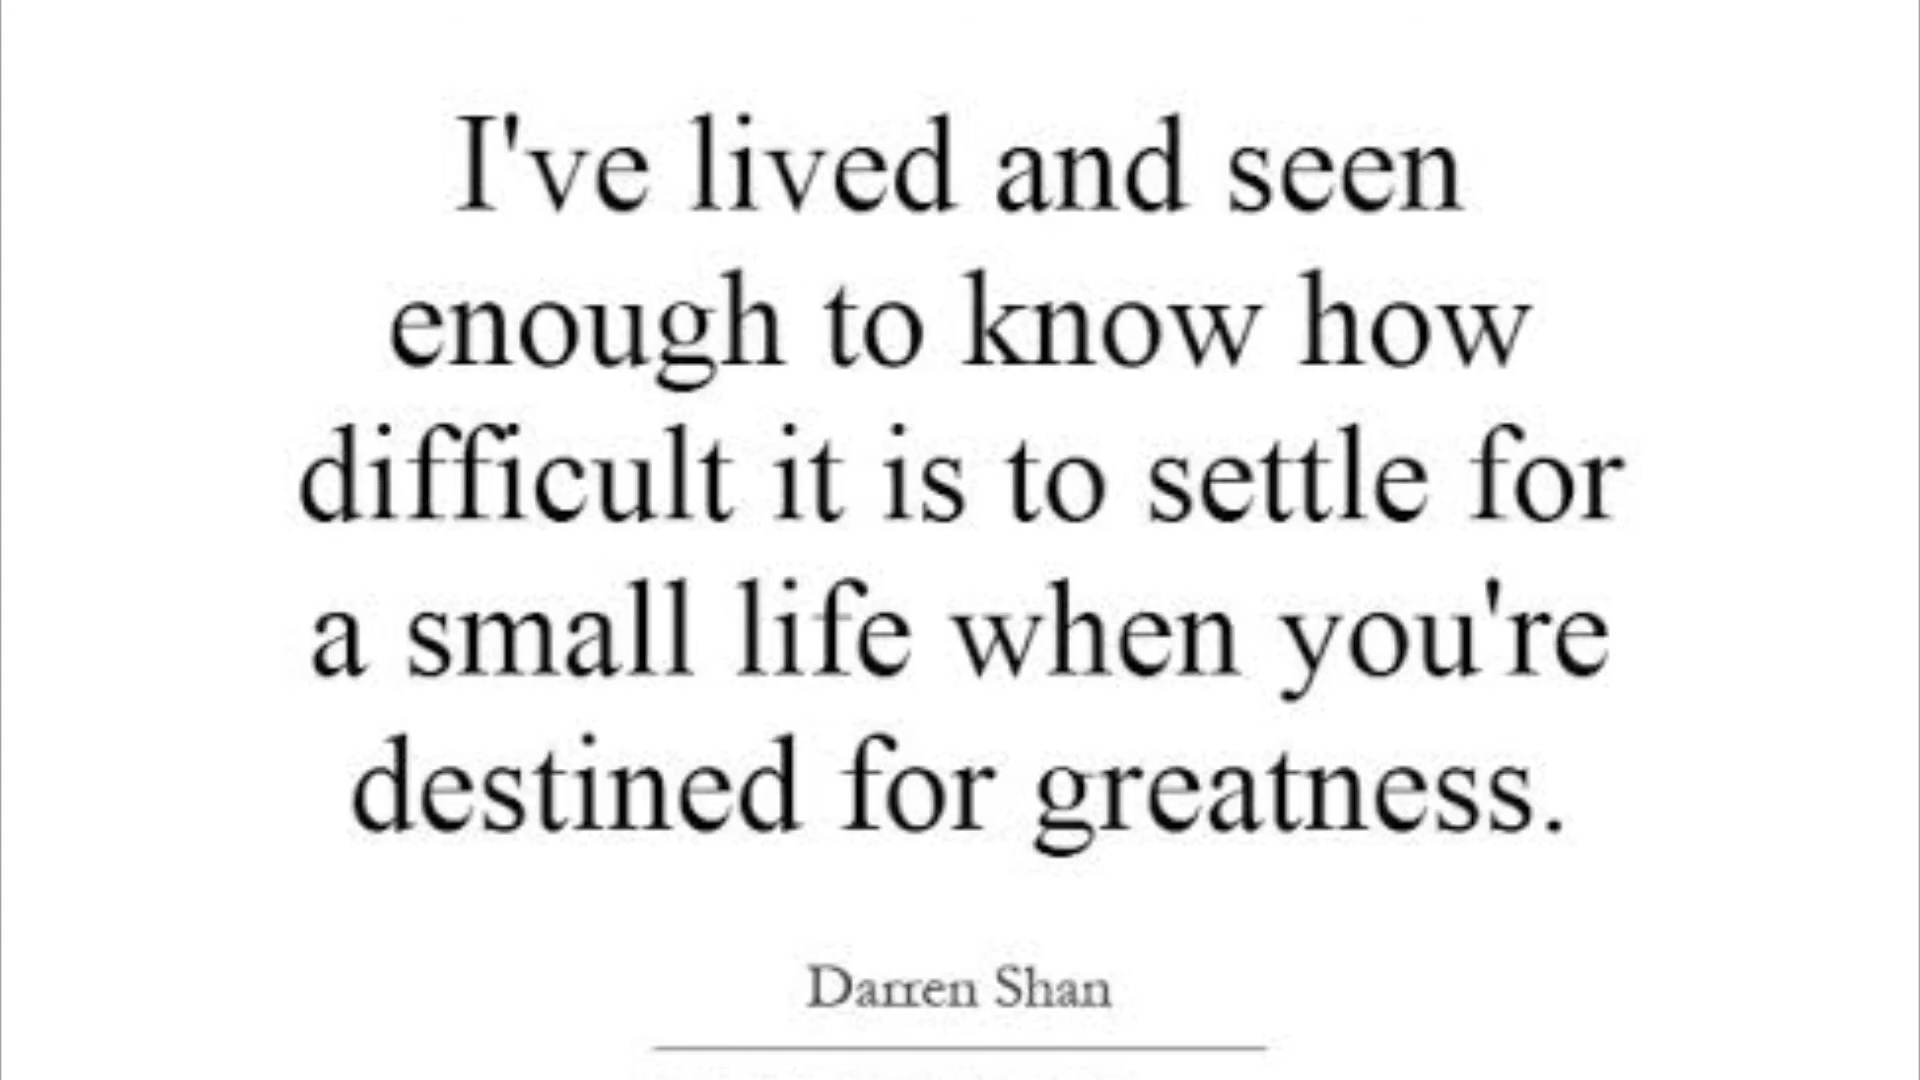 I've lived and seen
enough to know how
difficult it is to settle for
a small life when you're
destined for greatness.
Darren Shan